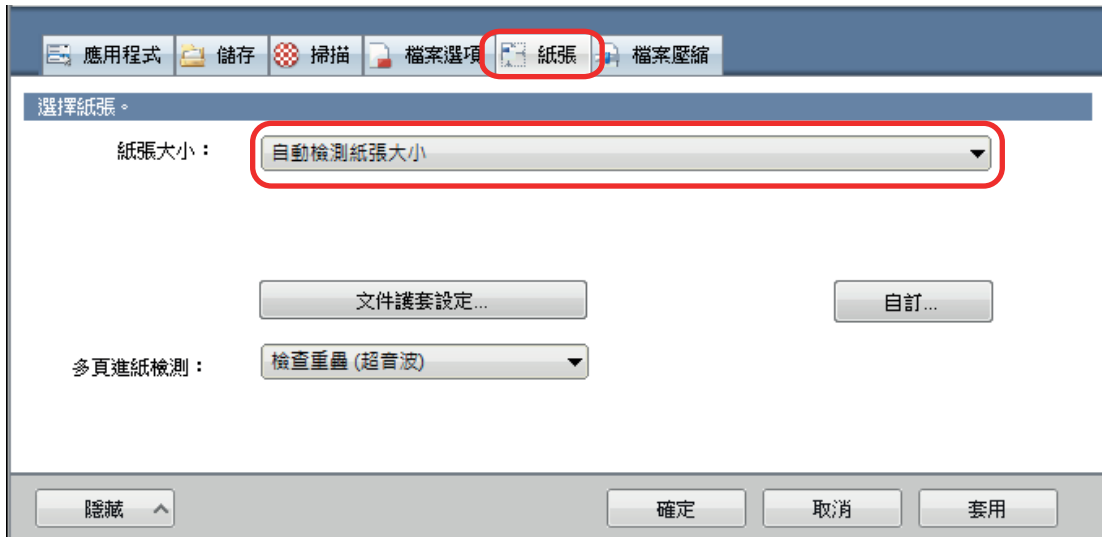 應用程式 儲存 掃描 檔案選項 紙張 檔案壓縮
選擇紙張。
紙張大小： 自動檢測紙張大小
文件護套設定... 自訂...
多頁進紙檢測： 檢查重疊 (超音波)
隱藏 確定 取消 套用